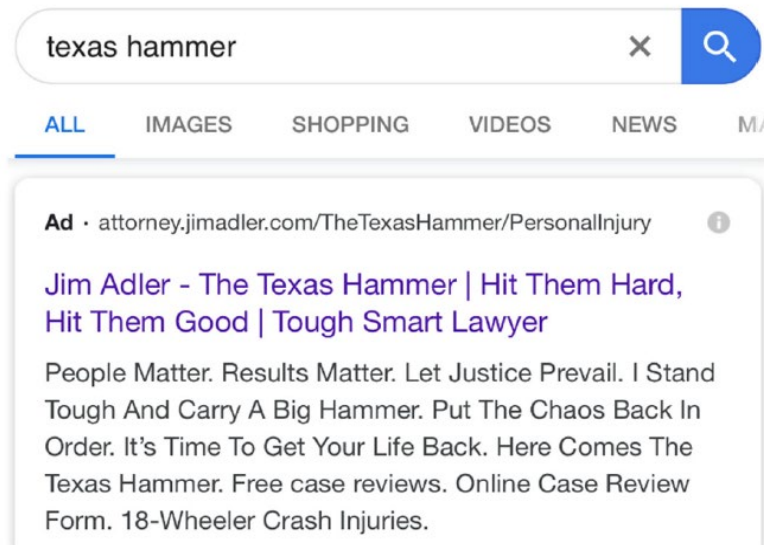 texas hammer
ALL IMAGES SHOPPING VIDEOS NEWS
Ad · attorney.jimadler.com/TheTexasHammer/PersonalInjury
Jim Adler - The Texas Hammer | Hit Them Hard,
Hit Them Good | Tough Smart Lawyer
People Matter. Results Matter. Let Justice Prevail. I Stand
Tough And Carry A Big Hammer. Put The Chaos Back In
Order. It's Time To Get Your Life Back. Here Comes The
Texas Hammer. Free case reviews. Online Case Review
Form. 18-Wheeler Crash Injuries.